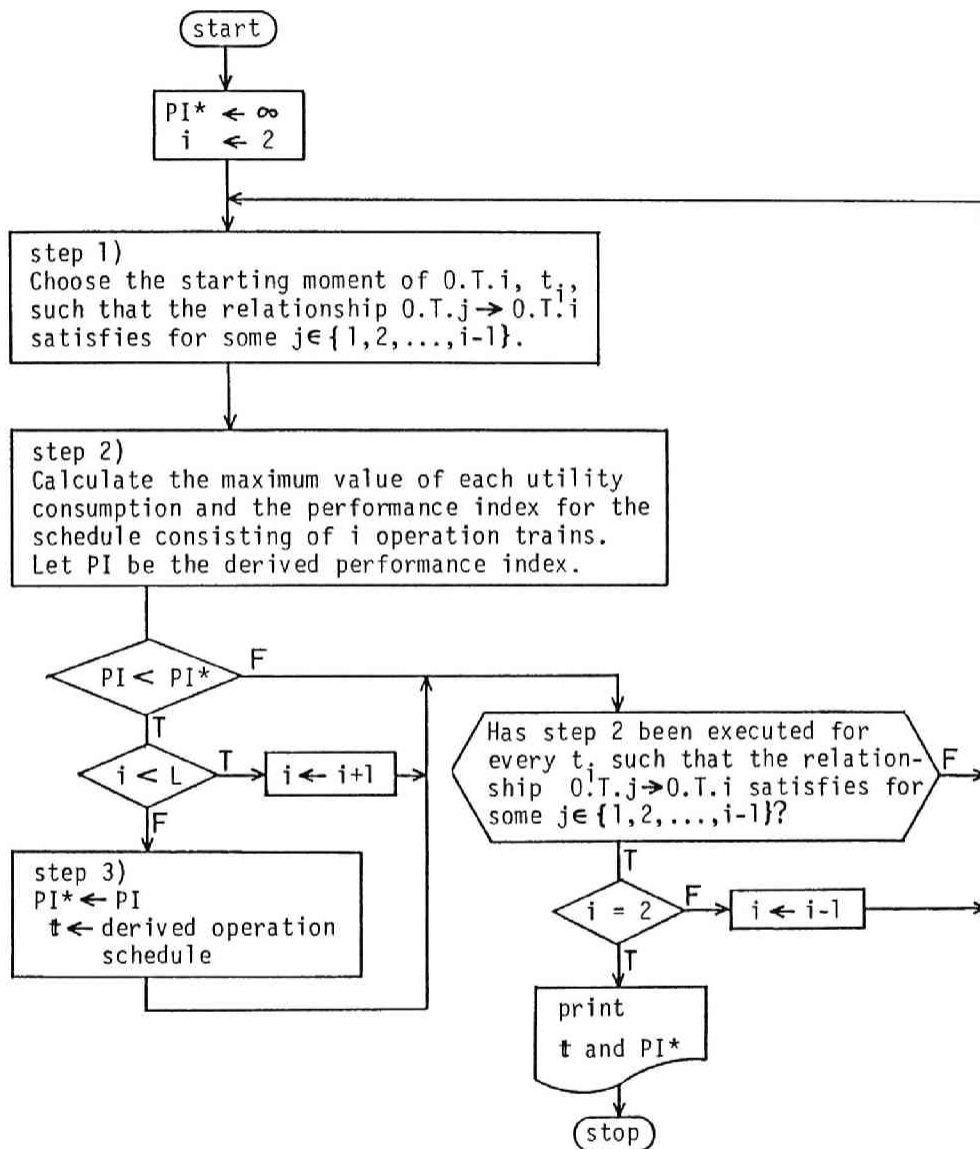 start
PI* ← ∞
i ← 2
step 1)
Choose the starting moment of O.T.i, tᵢ,
such that the relationship O.T.j→ O.T.i
satisfies for some j∈{1,2,...,i-1}.
step 2)
Calculate the maximum value of each utility
consumption and the performance index for the
schedule consisting of i operation trains.
Let PI be the derived performance index.
PI < PI*
F
T
i < L
T
i ← i+1
F
step 3)
PI* ← PI
t ← derived operation
schedule
Has step 2 been executed for
every tᵢ such that the relation-
ship O.T.j→O.T.i satisfies for
some j∈{1,2,...,i-1}?
F
T
i = 2
F
i ← i-1
T
print
t and PI*
stop